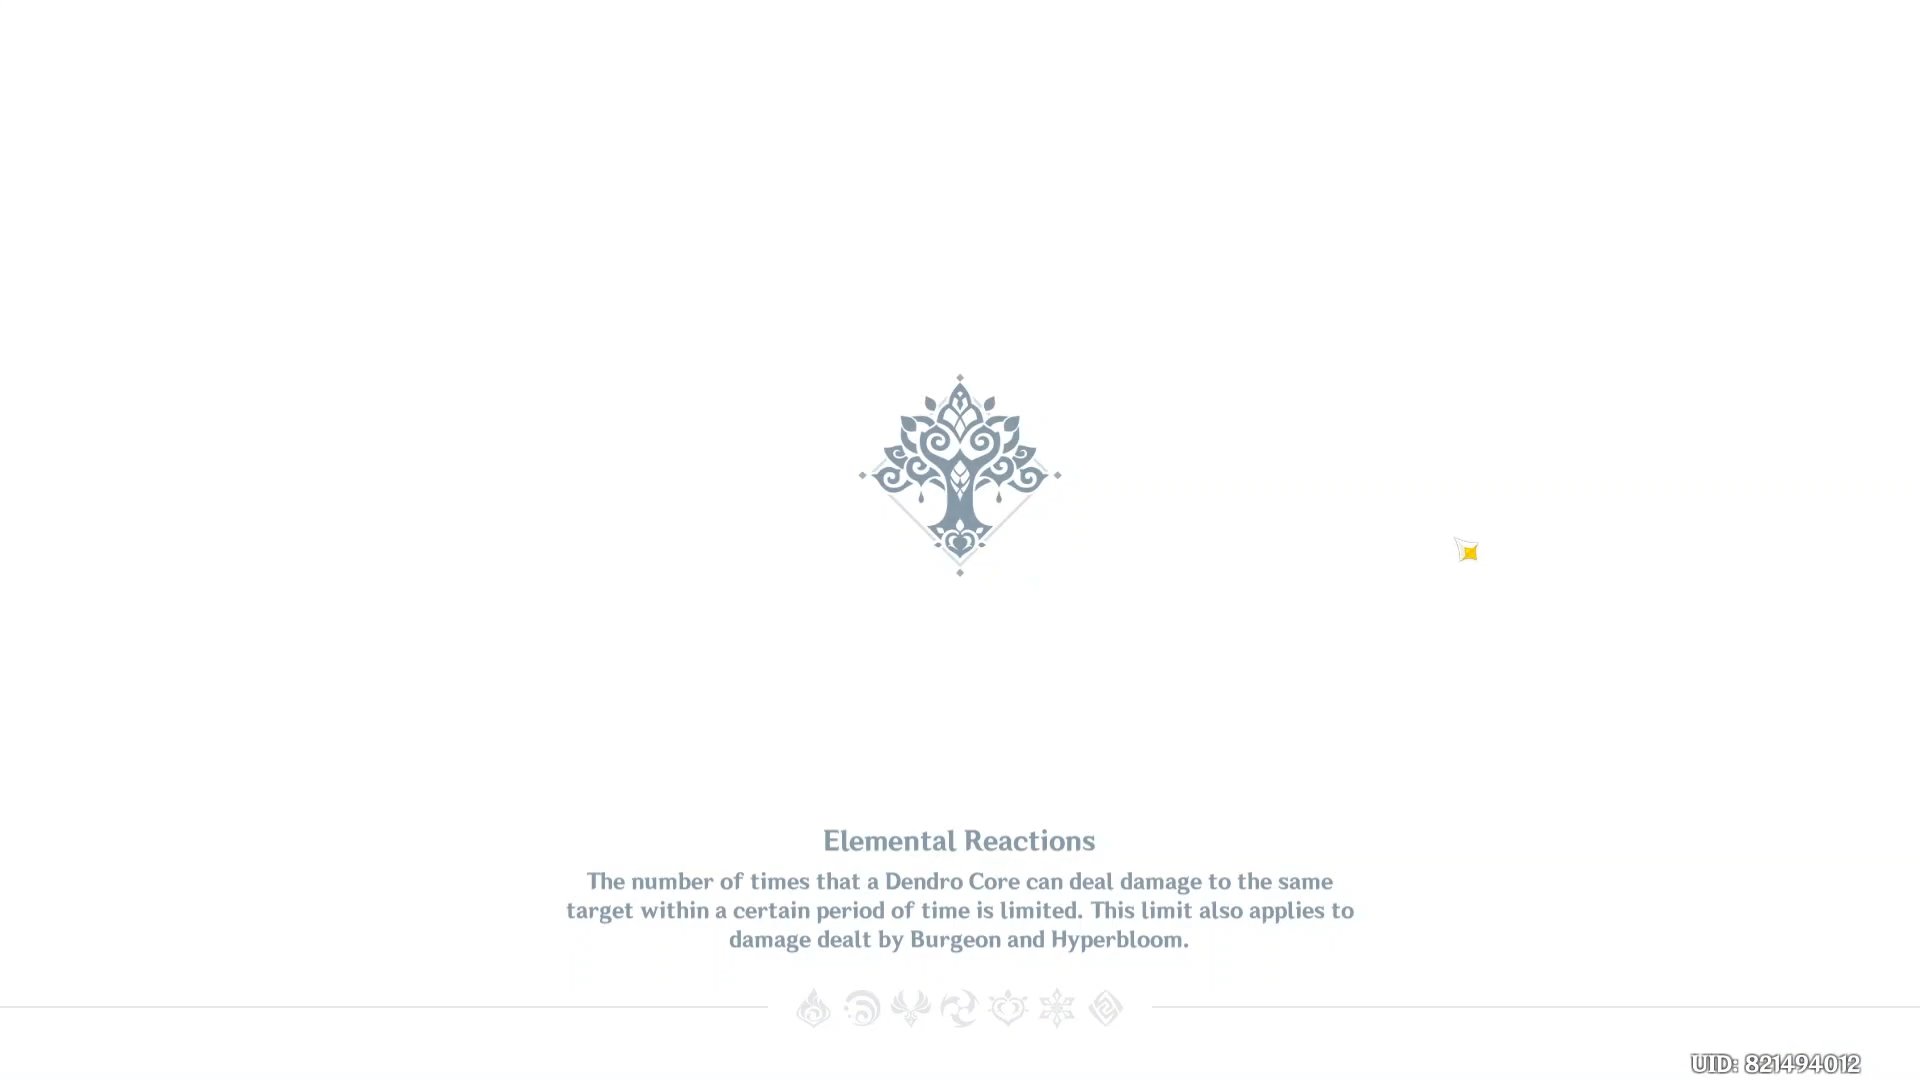 Elemental Reactions
The number of times that a Dendro Core can deal damage to the same
target within a certain period of time is limited. This limit also applies to
damage dealt by Burgeon and Hyperbloom.
UID: 821494012